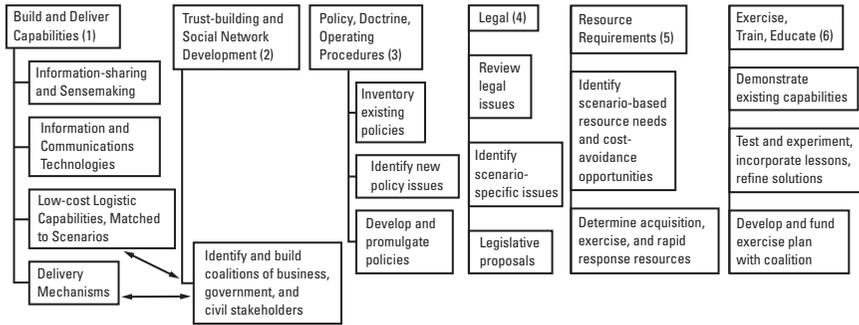 Build and Deliver
Capabilities (1)
Information-sharing
and Sensemaking
Information and
Communications
Technologies
Low-cost Logistic
Capabilities, Matched
to Scenarios
Delivery
Mechanisms
Trust-building and
Social Network
Development (2)
Identify and build
coalitions of business,
government, and
civil stakeholders
Policy, Doctrine,
Operating
Procedures (3)
Inventory
existing
policies
Identify new
policy issues
Develop and
promulgate
policies
Legal (4)
Review
legal
issues
Identify
scenario-
specific issues
Legislative
proposals
Resource
Requirements (5)
Identify
scenario-based
resource needs
and cost-
avoidance
opportunities
Determine acquisition,
exercise, and rapid
response resources
Exercise,
Train, Educate (6)
Demonstrate
existing capabilities
Test and experiment,
incorporate lessons,
refine solutions
Develop and fund
exercise plan
with coalition